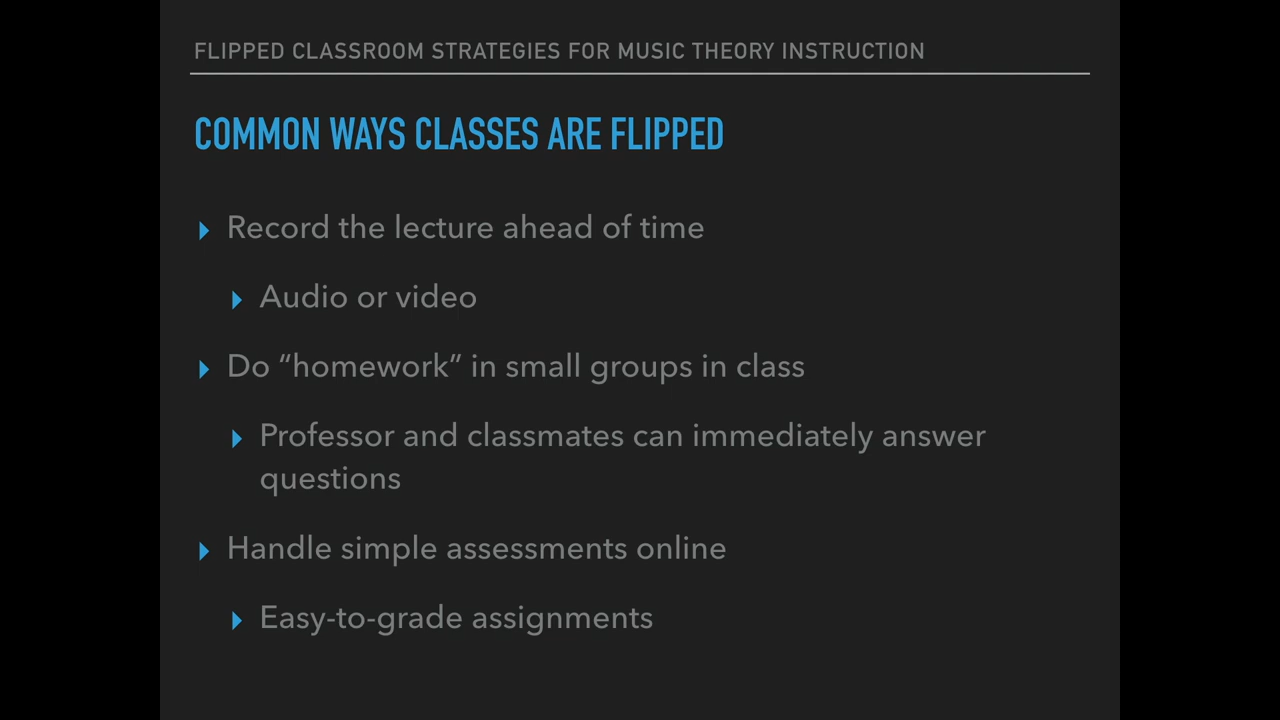 FLIPPED CLASSROOM STRATEGIES FOR MUSIC THEORY INSTRUCTION
COMMON WAYS CLASSES ARE FLIPPED
Record the lecture ahead of time
Audio or video
Do “homework” in small groups in class
Professor and classmates can immediately answer
questions
Handle simple assessments online
Easy-to-grade assignments